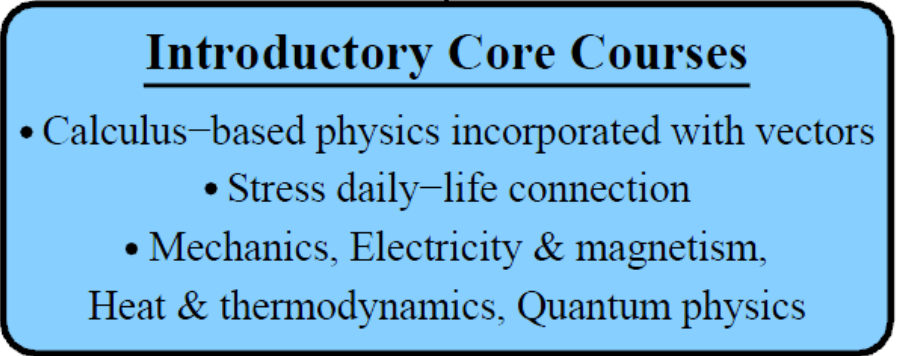 Introductory Core Courses
• Calculus−based physics incorporated with vectors
• Stress daily−life connection
• Mechanics, Electricity & magnetism,
Heat & thermodynamics, Quantum physics